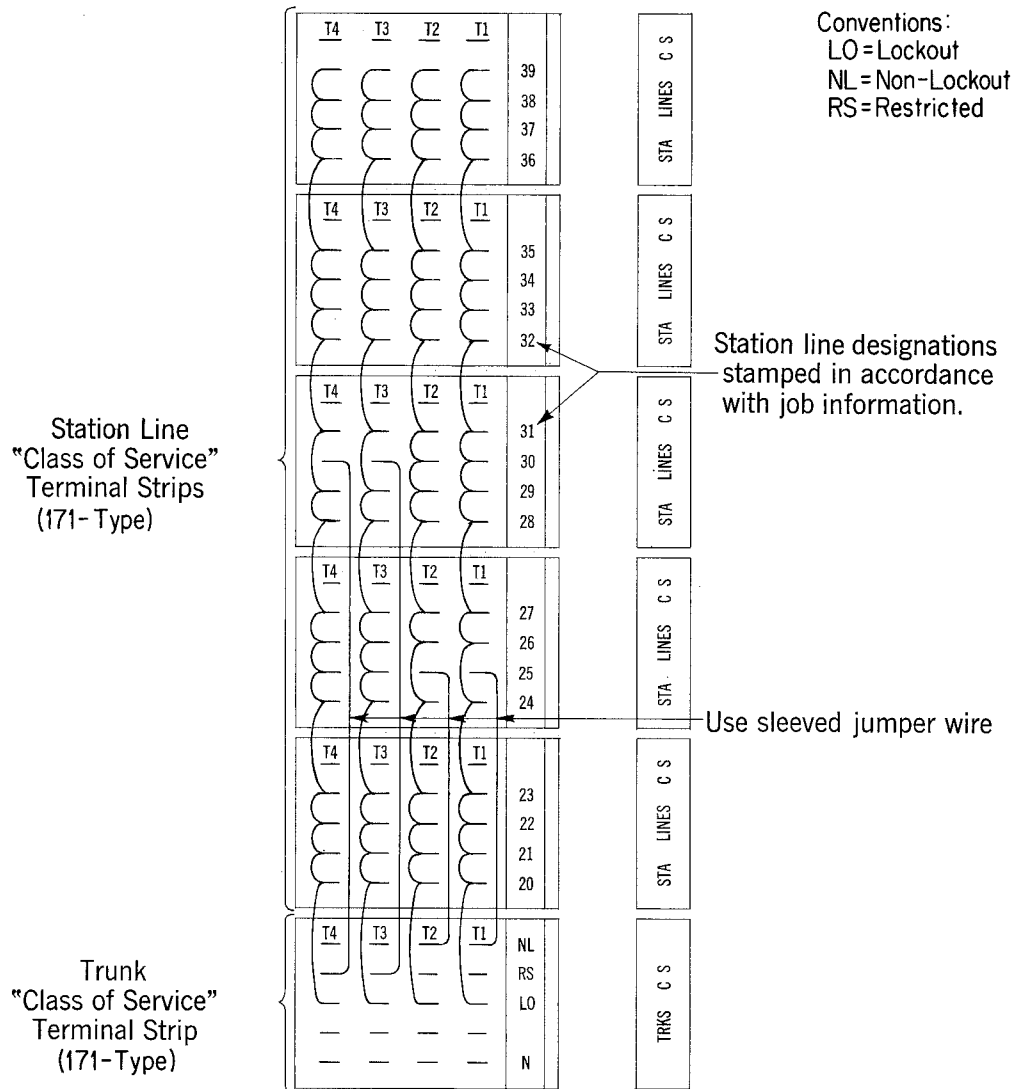 Conventions:
LO=Lockout
NL=Non-Lockout
RS=Restricted
T4 T3 T2 T1
39
38
37
36
STA LINES C S
T4 T3 T2 T1
35
34
33
32
STA LINES C S
Station line designations
stamped in accordance
with job information.
T4 T3 T2 T1
31
30
29
28
STA LINES C S
Station Line
"Class of Service"
Terminal Strips
(171-Type)
T4 T3 T2 T1
27
26
25
24
STA LINES C S
Use sleeved jumper wire
T4 T3 T2 T1
23
22
21
20
STA LINES C S
T4 T3 T2 T1 NL
RS
LO
N
TRKS C S
Trunk
"Class of Service"
Terminal Strip
(171-Type)